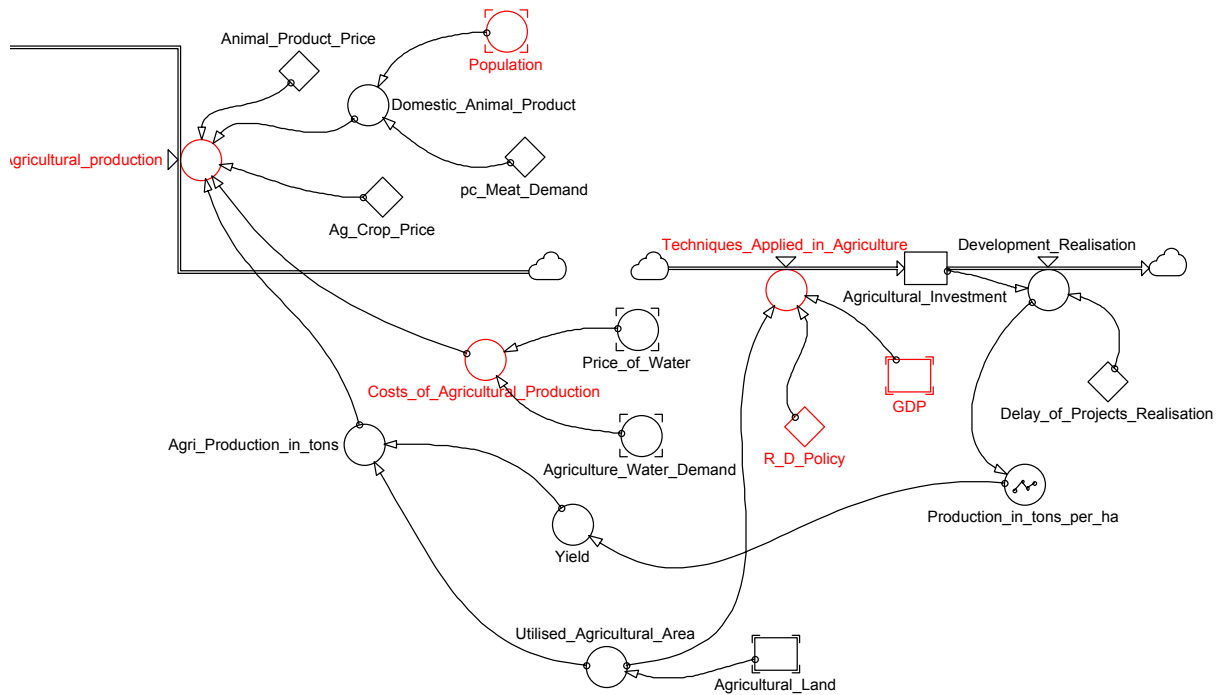 Animal_Product_Price
Population
Domestic_Animal_Product
Agricultural_production
pc_Meat_Demand
Ag_Crop_Price
Techniques_Applied_in_Agriculture
Development_Realisation
Agricultural_Investment
Price_of_Water
Costs_of_Agricultural_Production
GDP
Delay_of_Projects_Realisation
Agri_Production_in_tons
R_D_Policy
Agriculture_Water_Demand
Production_in_tons_per_ha
Yield
Utilised_Agricultural_Area
Agricultural_Land